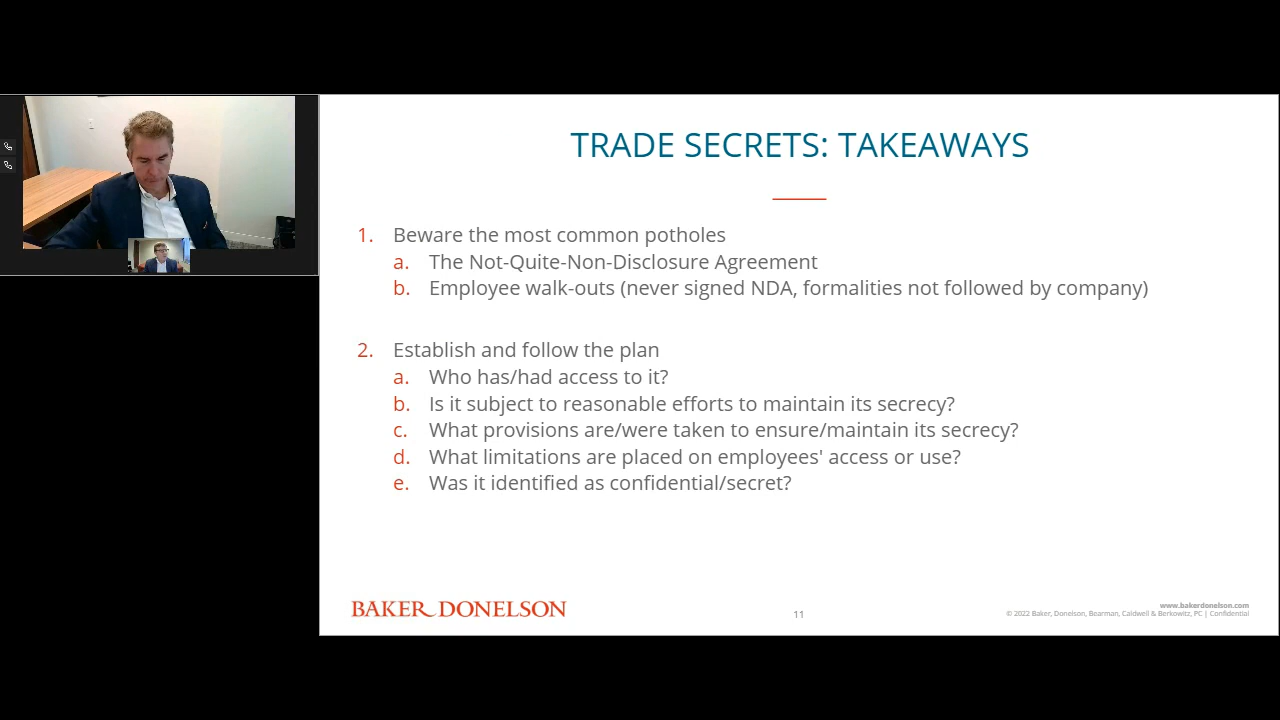 TRADE SECRETS: TAKEAWAYS
1. Beware the most common potholes
a. The Not-Quite-Non-Disclosure Agreement
b. Employee walk-outs (never signed NDA, formalities not followed by company)
2. Establish and follow the plan
a. Who has/had access to it?
b. Is it subject to reasonable efforts to maintain its secrecy?
c. What provisions are/were taken to ensure/maintain its secrecy?
d. What limitations are placed on employees' access or use?
e. Was it identified as confidential/secret?
BAKER DONELSON
11
www.bakerdonelson.com
© 2022 Baker, Donelson, Bearman, Caldwell & Berkowitz, PC | Confidential